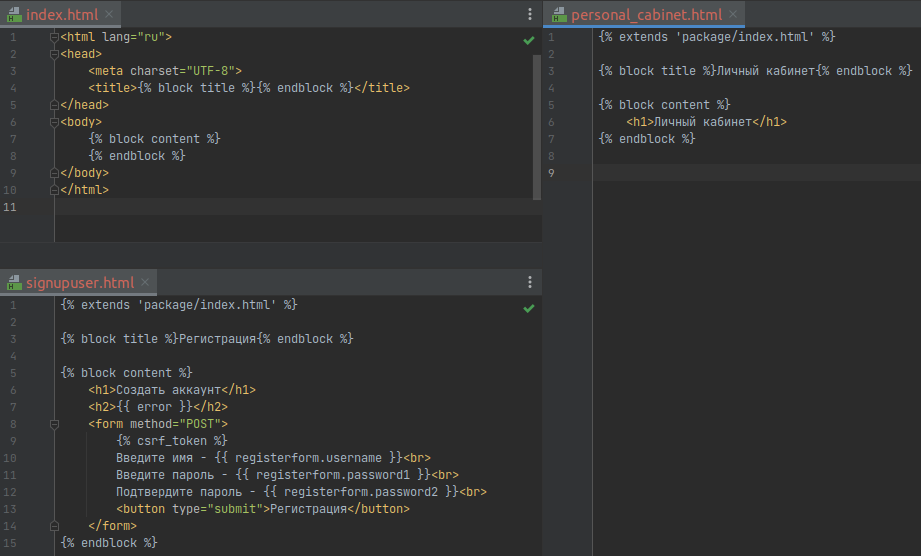 index.html
1 <html lang="ru">
2 <head>
3 <meta charset="UTF-8">
4 <title>{% block title %}{% endblock %}</title>
5 </head>
6 <body>
7 {% block content %}
8 {% endblock %}
9 </body>
10 </html>
11
signupuser.html
1 {% extends 'package/index.html' %}
2
3 {% block title %}Регистрация{% endblock %}
4
5 {% block content %}
6 <h1>Создать аккаунт</h1>
7 <h2>{{ error }}</h2>
8 <form method="POST">
9 {% csrf_token %}
10 Введите имя - {{ registerform.username }}<br>
11 Введите пароль - {{ registerform.password1 }}<br>
12 Подтвердите пароль - {{ registerform.password2 }}<br>
13 <button type="submit">Регистрация</button>
14 </form>
15 {% endblock %}
personal_cabinet.html
1 {% extends 'package/index.html' %}
2
3 {% block title %}Личный кабинет{% endblock %}
4
5 {% block content %}
6 <h1>Личный кабинет</h1>
7 {% endblock %}
8
9